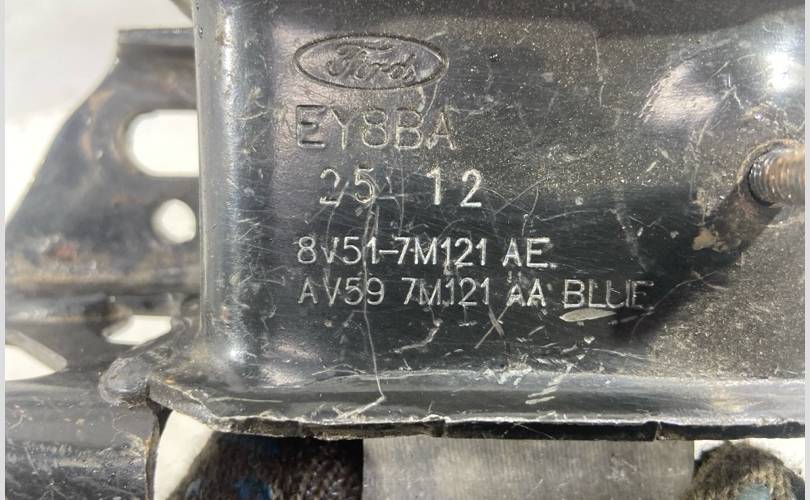 Ford
EY8BA
25 12
8V51-7M121 AE
AV59 7M121 AA BLUE